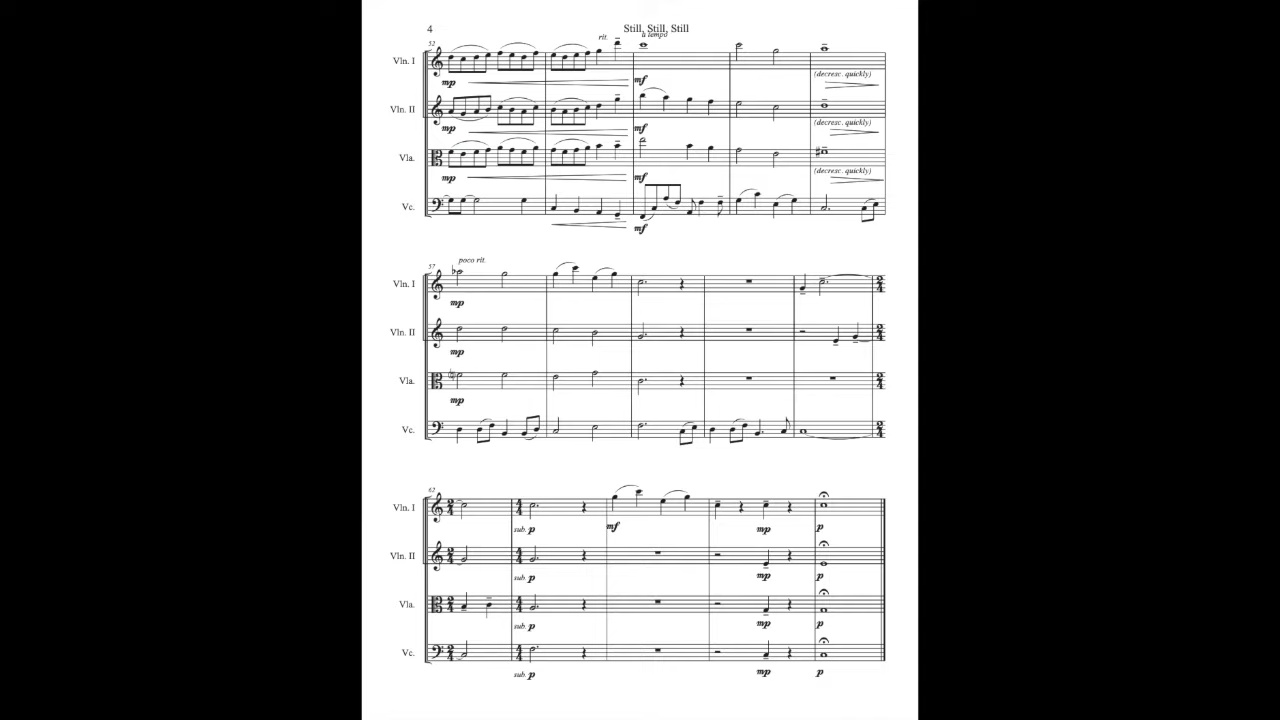 4 Still, Still, Still
rit. a tempo
52
Vln. I
(decresc. quickly)
mp mf
Vln. II
(decresc. quickly)
mp mf
Vla.
(decresc. quickly)
mp mf
Vc.
mf
poco rit.
57
Vln. I
mp
Vln. II
mp
Vla.
mp
Vc.
62
Vln. I
sub. p mf mp p
Vln. II
sub. p mp p
Vla.
sub. p mp p
Vc.
sub. p mp p